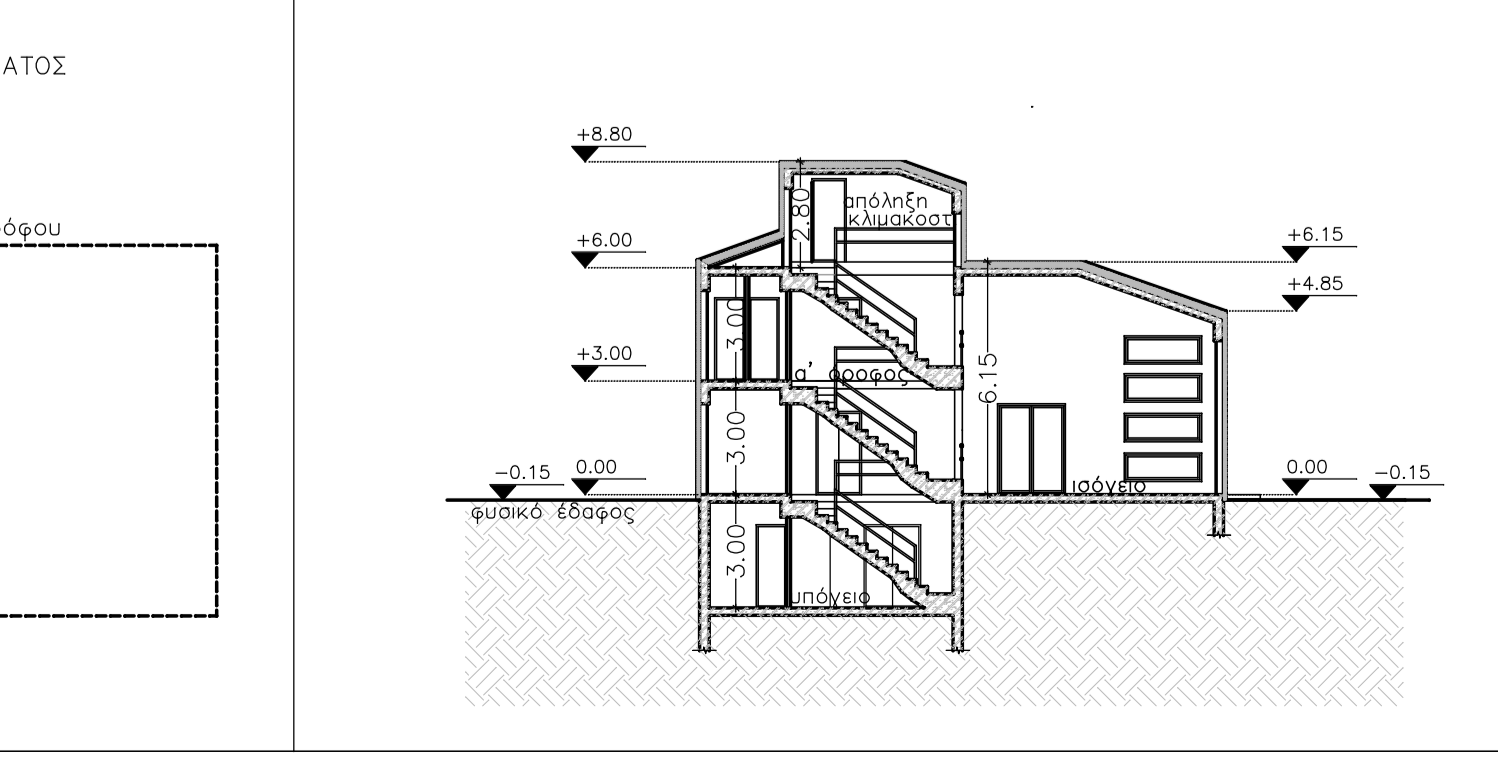 ΑΤΟΣ
όφου
+8.80
+6.00
+3.00
0.00
-0.15
φυσικό έδαφος
2.80
απόληξη
κλιμακοστ
3.00
α' οροφος
3.00
3.00
υπόγειο
6.15
ισόγειο
+6.15
+4.85
0.00
-0.15